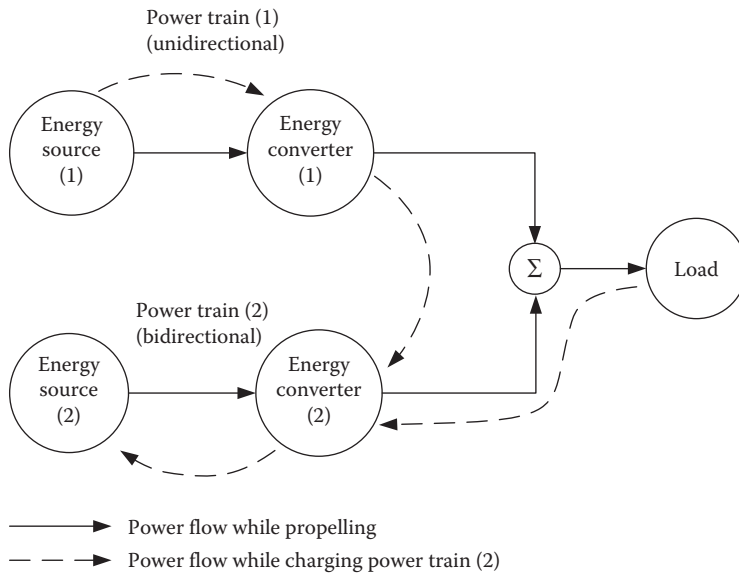 Power train (1)
(unidirectional)
Energy
source
(1)
Energy
converter
(1)
Σ
Load
Power train (2)
(bidirectional)
Energy
source
(2)
Energy
converter
(2)
Power flow while propelling
Power flow while charging power train (2)